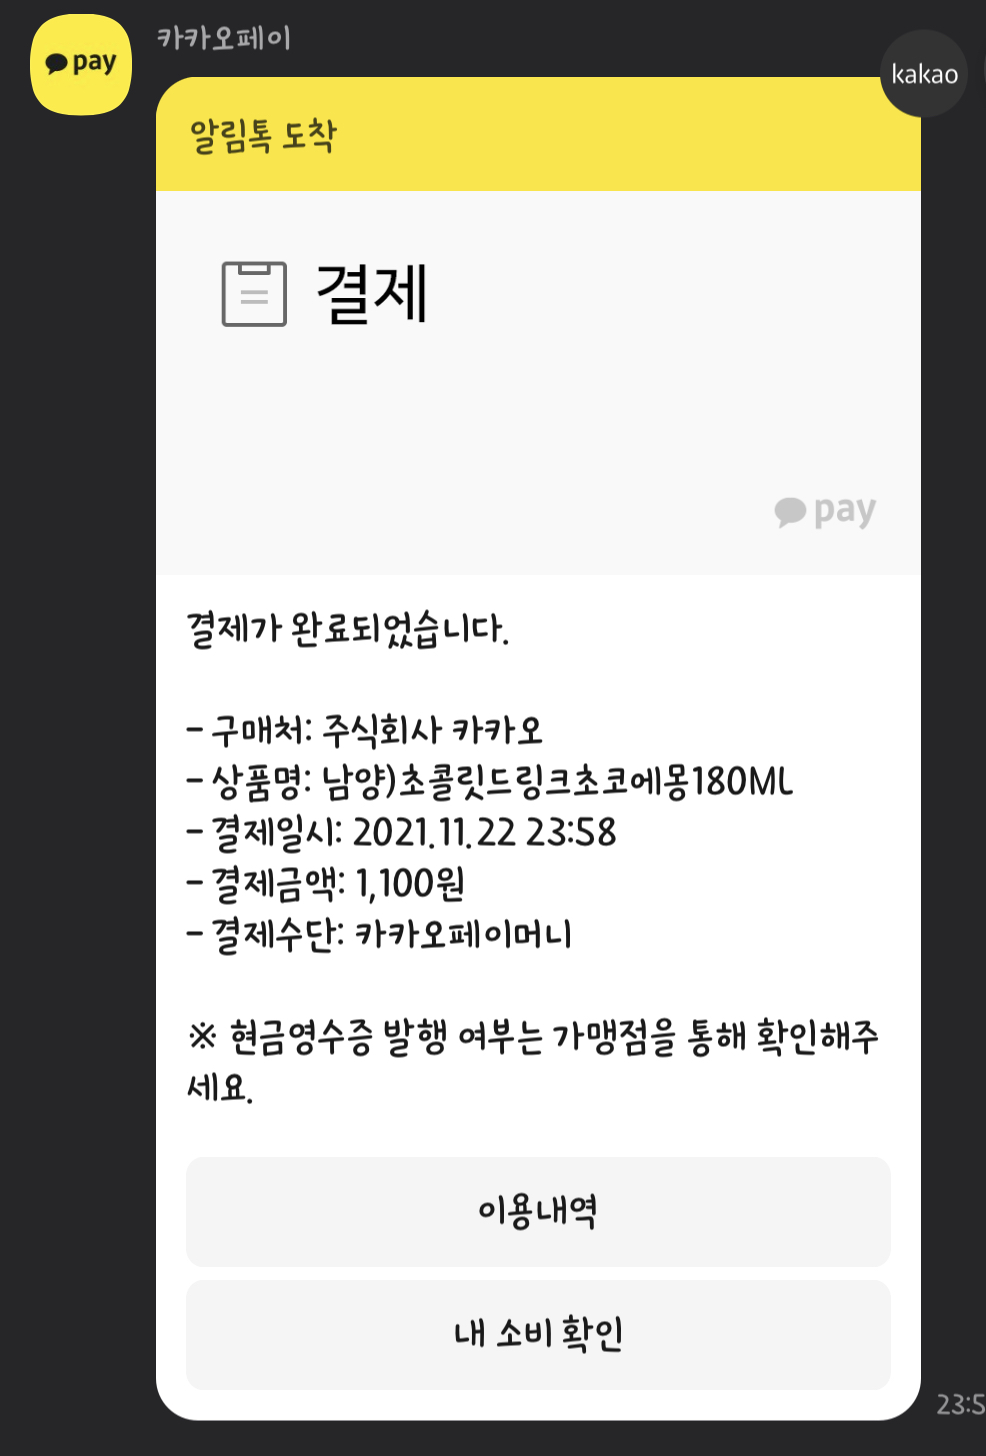 pay
카카오페이
kakao
알림톡 도착
결제
pay
결제가 완료되었습니다.
- 구매처: 주식회사 카카오
- 상품명: 남양)초콜릿드링크초코에몽180ML
- 결제일시: 2021.11.22 23:58
- 결제금액: 1,100원
- 결제수단: 카카오페이머니
※ 현금영수증 발행 여부는 가맹점을 통해 확인해주
세요.
이용내역
내 소비 확인
23:5